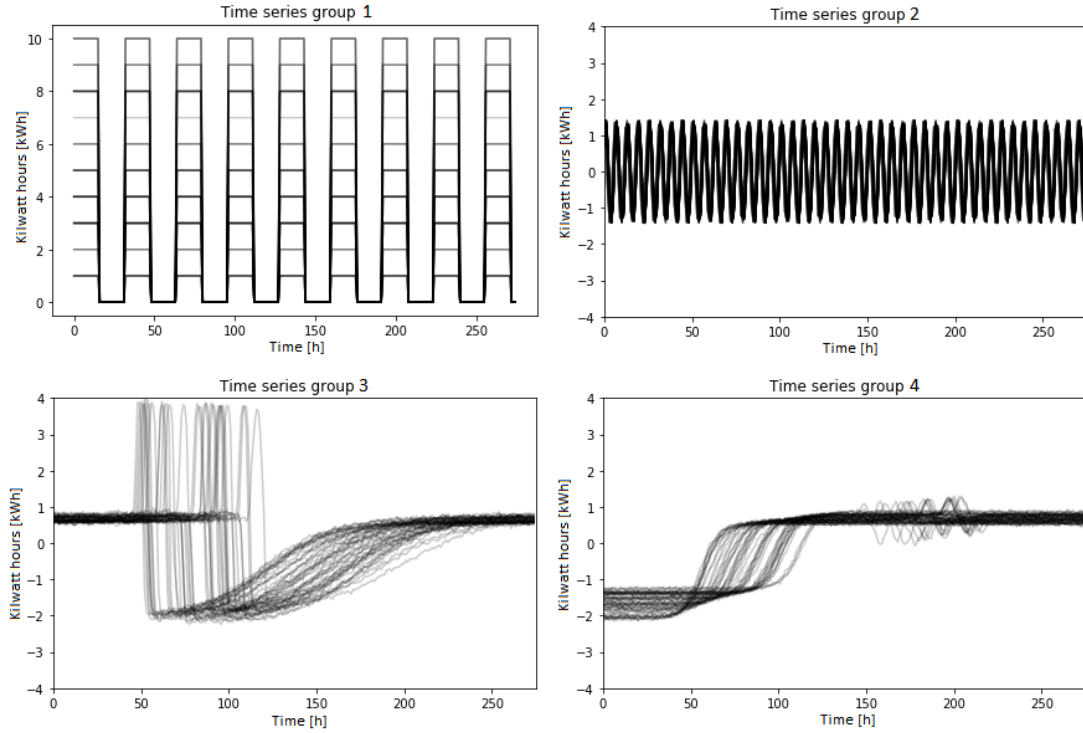 Time series group 1
Kilwatt hours [kWh]
10
8
6
4
2
0
0 50 100 150 200 250
Time [h]
Time series group 2
Kilwatt hours [kWh]
4
3
2
1
0
−1
−2
−3
−4
0 50 100 150 200 250
Time [h]
Time series group 3
Kilwatt hours [kWh]
4
3
2
1
0
−1
−2
−3
−4
0 50 100 150 200 250
Time [h]
Time series group 4
Kilwatt hours [kWh]
4
3
2
1
0
−1
−2
−3
−4
0 50 100 150 200 250
Time [h]